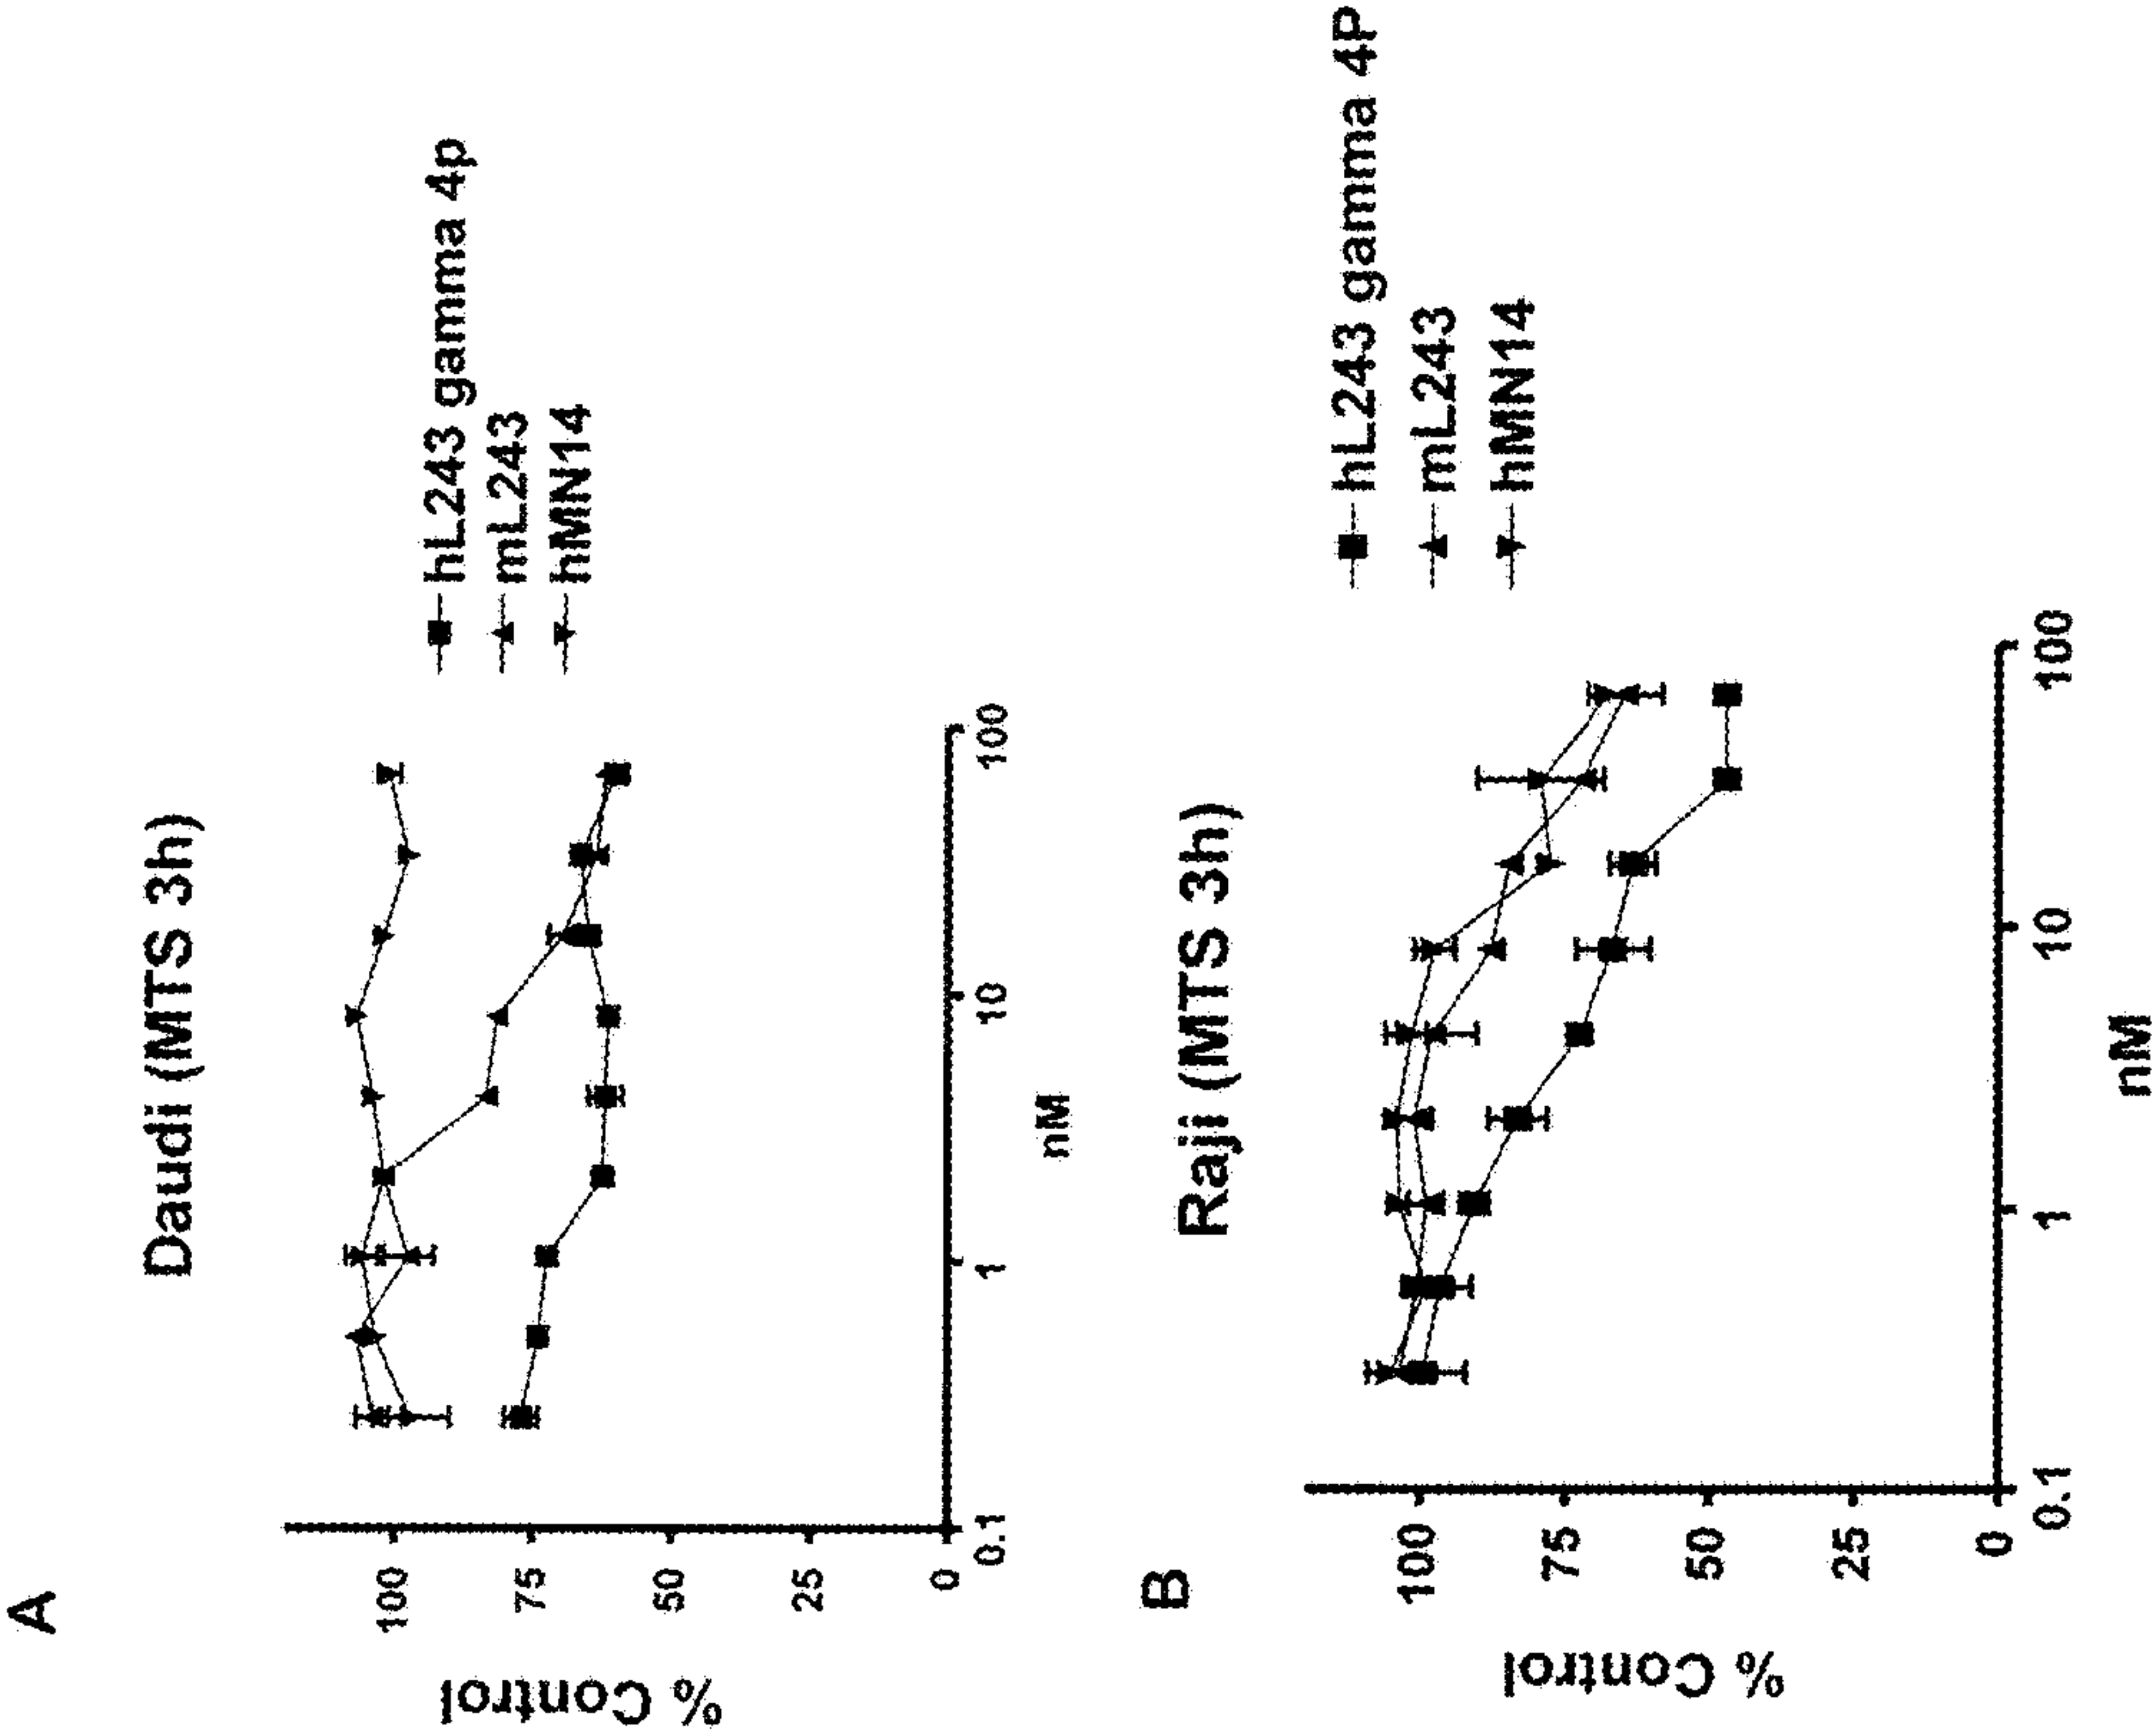 A
Daudi (MTS 3h)
% Control
100
75
50
25
0
0.1
1
10
100
nM
hL243 gamma 4p
mL243
hMN14
B
Raji (MTS 3h)
% Control
100
75
50
25
0
0.1
1
10
100
nM
hL243 gamma 4P
mL243
hMN14